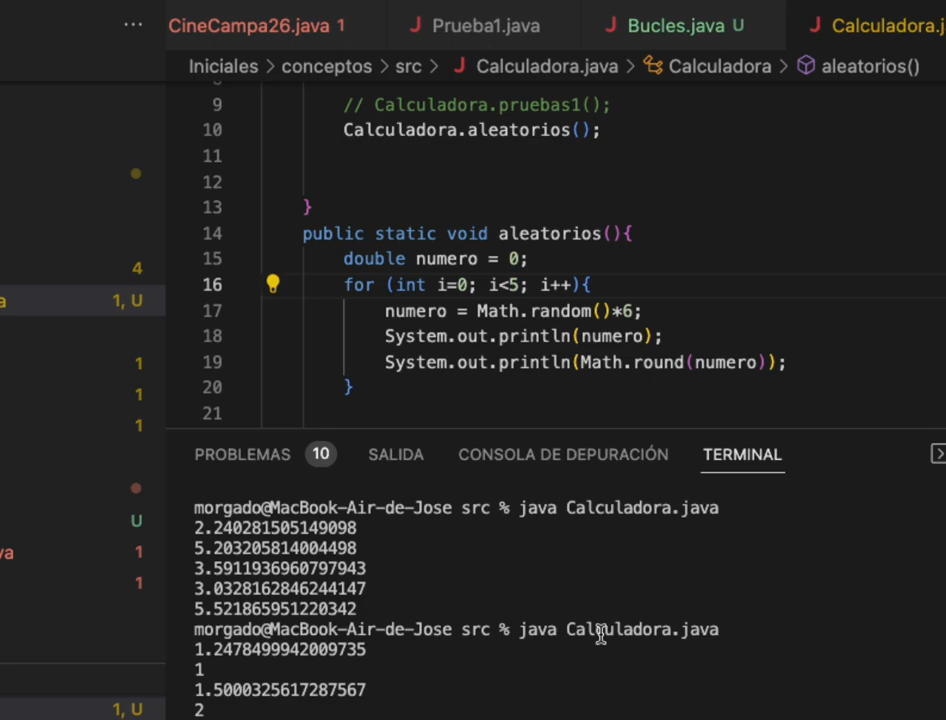 CineCampa26.java 1 Prueba1.java Bucles.java U Calculadora.j
Iniciales > conceptos > src > Calculadora.java > Calculadora > aleatorios()
9 // Calculadora.pruebas1();
10 Calculadora.aleatorios();
11
12
13 }
14 public static void aleatorios(){
15 double numero = 0;
4
16 for (int i=0; i<5; i++){
a 1, U
17 numero = Math.random()*6;
18 System.out.println(numero);
19 System.out.println(Math.round(numero));
1
20 }
1
21
1
PROBLEMAS 10 SALIDA CONSOLA DE DEPURACIÓN TERMINAL
morgado@MacBook-Air-de-Jose src % java Calculadora.java
U
2.240281505149098
5.203205814004498
va 1
3.5911936960797943
1
3.0328162846244147
5.521865951220342
morgado@MacBook-Air-de-Jose src % java Calculadora.java
1.2478499942009735
1
1.5000325617287567
2
1, U